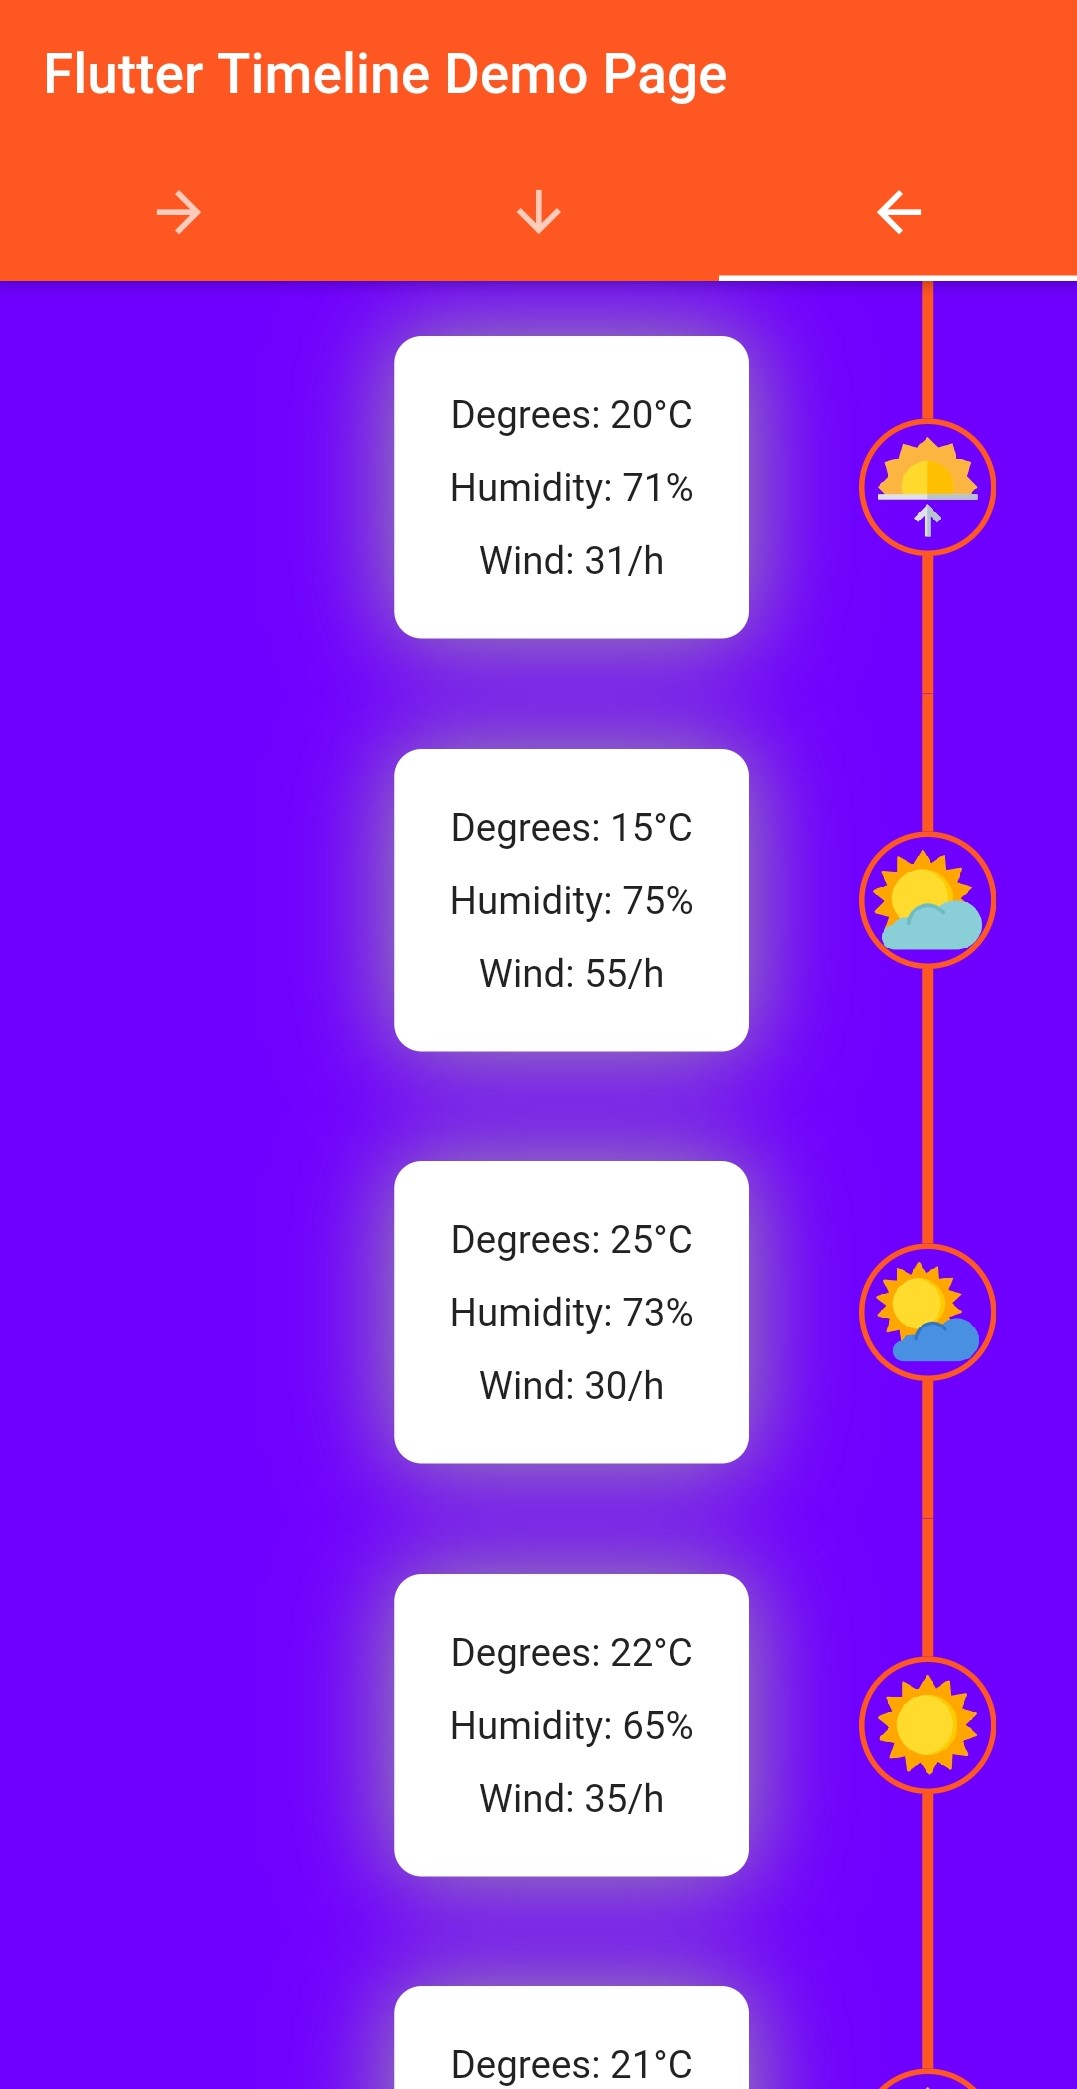 Flutter Timeline Demo Page
Degrees: 20°C
Humidity: 71%
Wind: 31/h
Degrees: 15°C
Humidity: 75%
Wind: 55/h
Degrees: 25°C
Humidity: 73%
Wind: 30/h
Degrees: 22°C
Humidity: 65%
Wind: 35/h
Degrees: 21°C